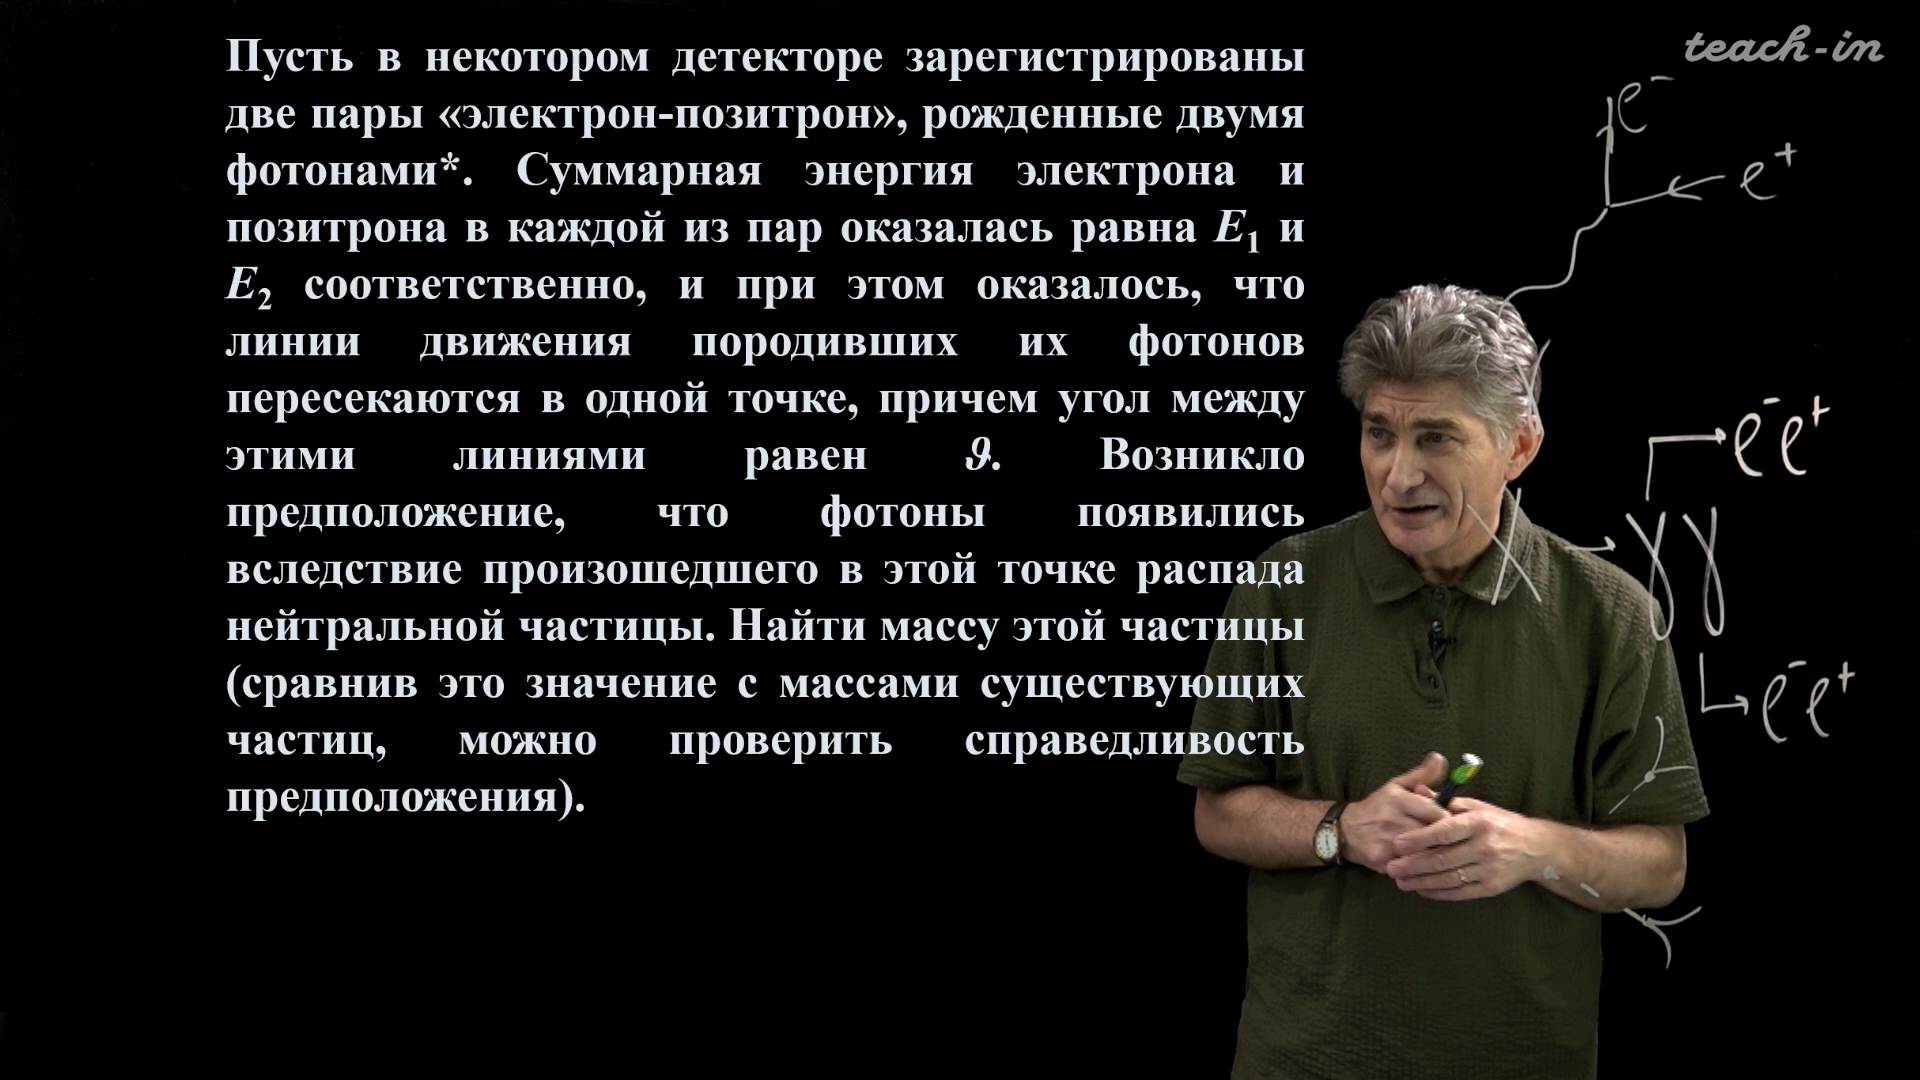 teach-in
Пусть в некотором детекторе зарегистрированы
две пары «электрон-позитрон», рожденные двумя
фотонами*. Суммарная энергия электрона и
позитрона в каждой из пар оказалась равна E₁ и
E₂ соответственно, и при этом оказалось, что
линии движения породивших их фотонов
пересекаются в одной точке, причем угол между
этими линиями равен ϑ. Возникло
предположение, что фотоны появились
вследствие произошедшего в этой точке распада
нейтральной частицы. Найти массу этой частицы
(сравнив это значение с массами существующих
частиц, можно проверить справедливость
предположения).
e⁻
e⁺
e⁻e⁺
X → γγ
e⁻e⁺